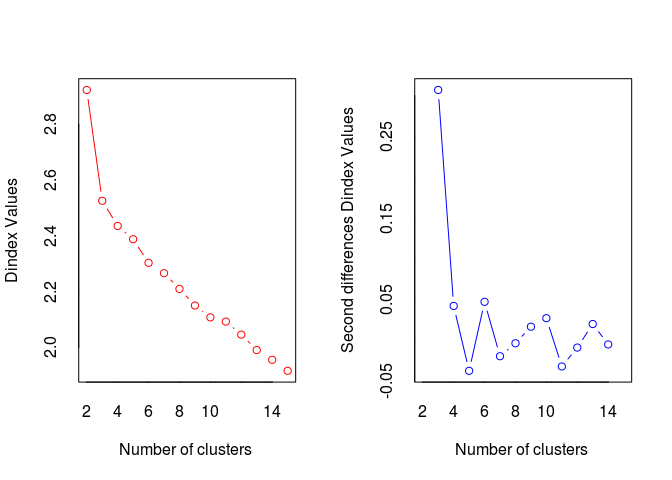 Dindex Values
2.8
2.6
2.4
2.2
2.0
2 4 6 8 10 14
Number of clusters
Second differences Dindex Values
0.25
0.15
0.05
-0.05
2 4 6 8 10 14
Number of clusters